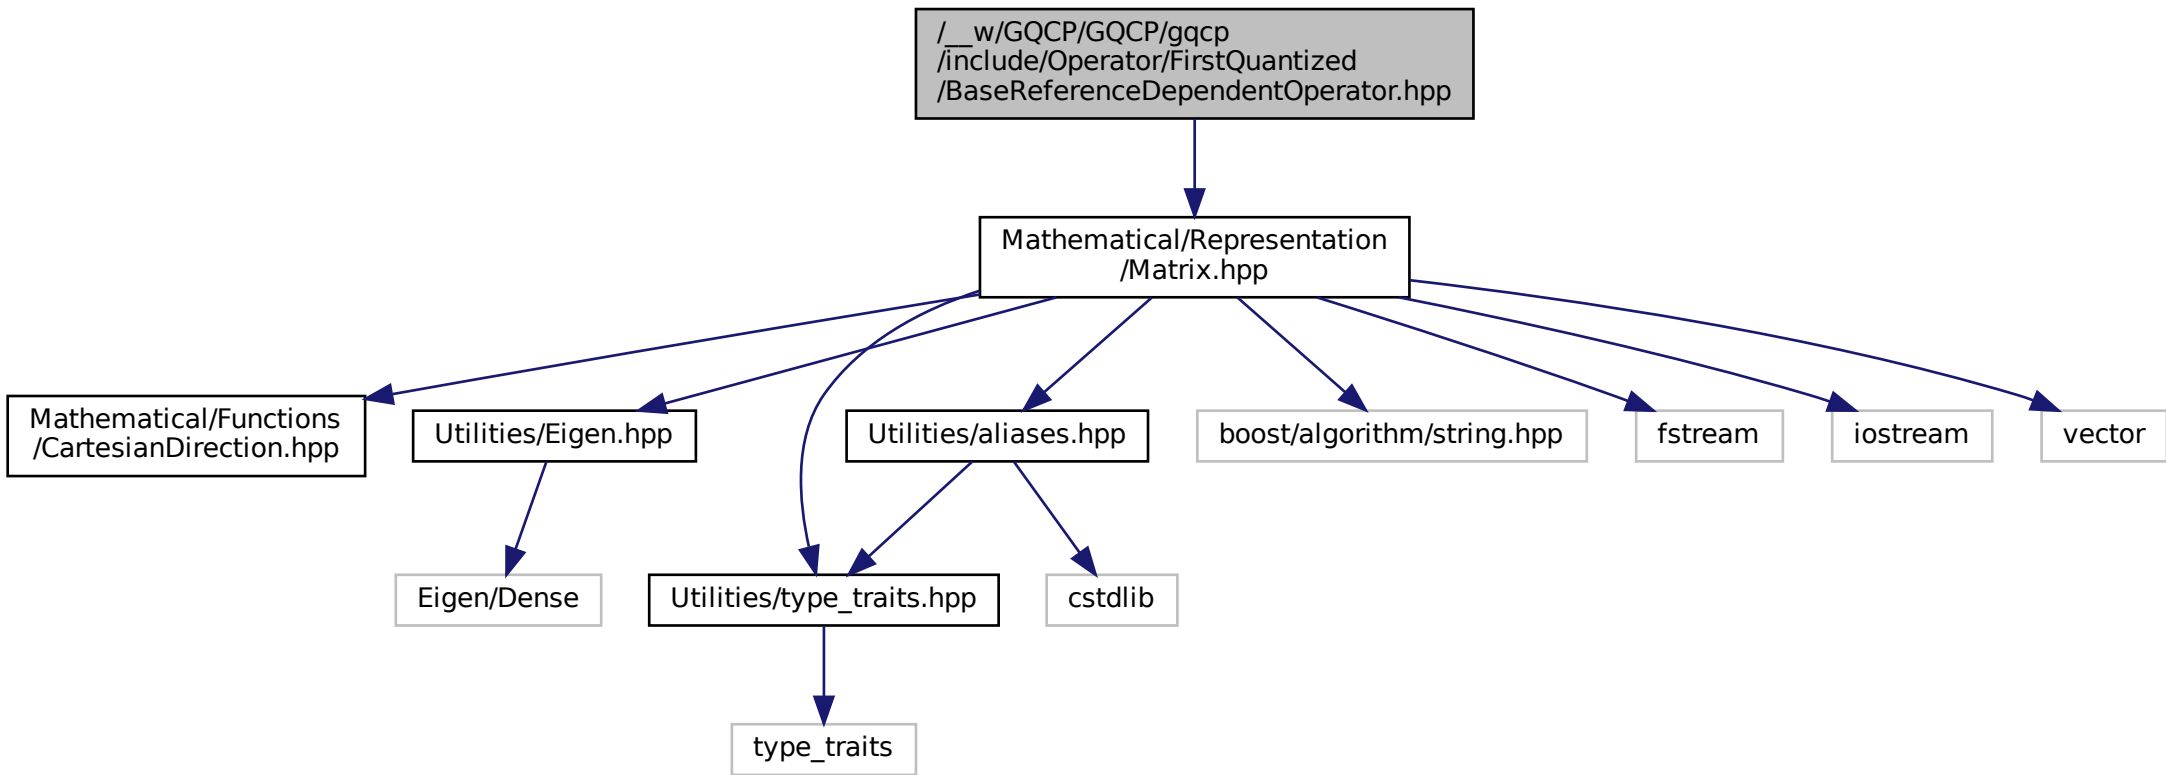 /__w/GQCP/GQCP/gqcp
/include/Operator/FirstQuantized
/BaseReferenceDependentOperator.hpp
Mathematical/Representation
/Matrix.hpp
Mathematical/Functions
/CartesianDirection.hpp
Utilities/Eigen.hpp
Utilities/aliases.hpp
boost/algorithm/string.hpp
fstream
iostream
vector
Eigen/Dense
Utilities/type_traits.hpp
cstdlib
type_traits